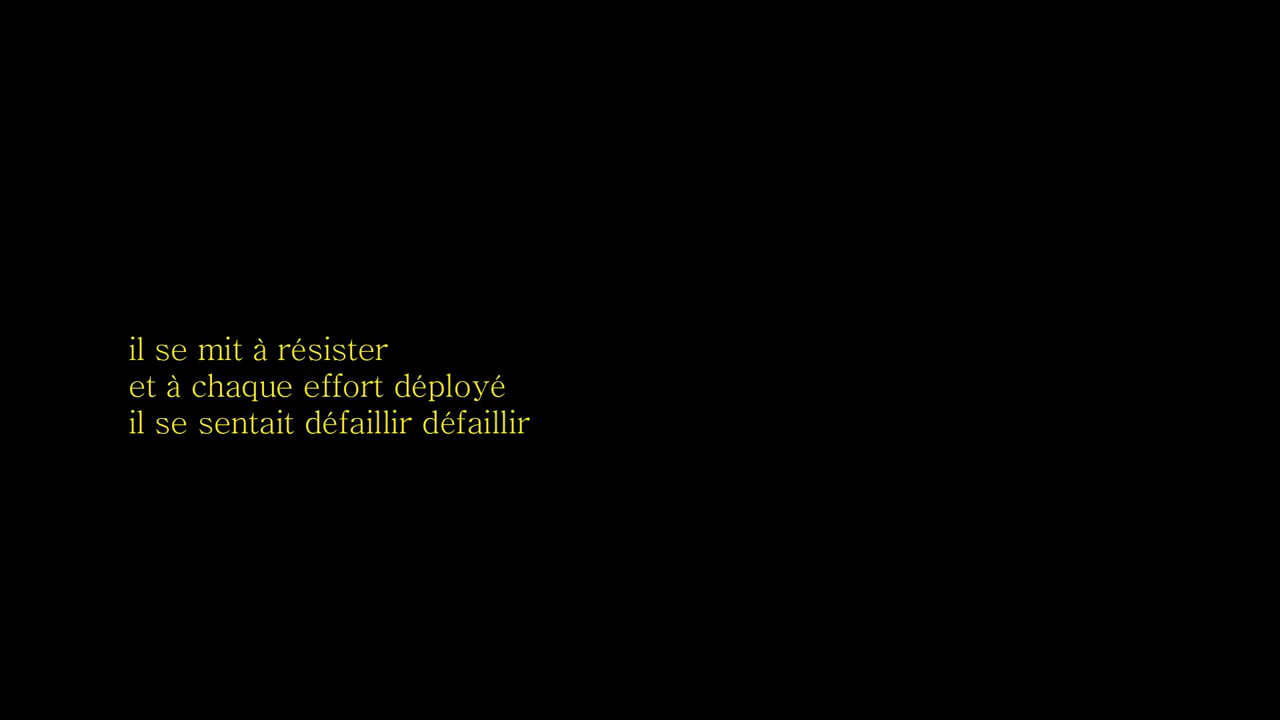 il se mit à résister
et à chaque effort déployé
il se sentait défaillir défaillir